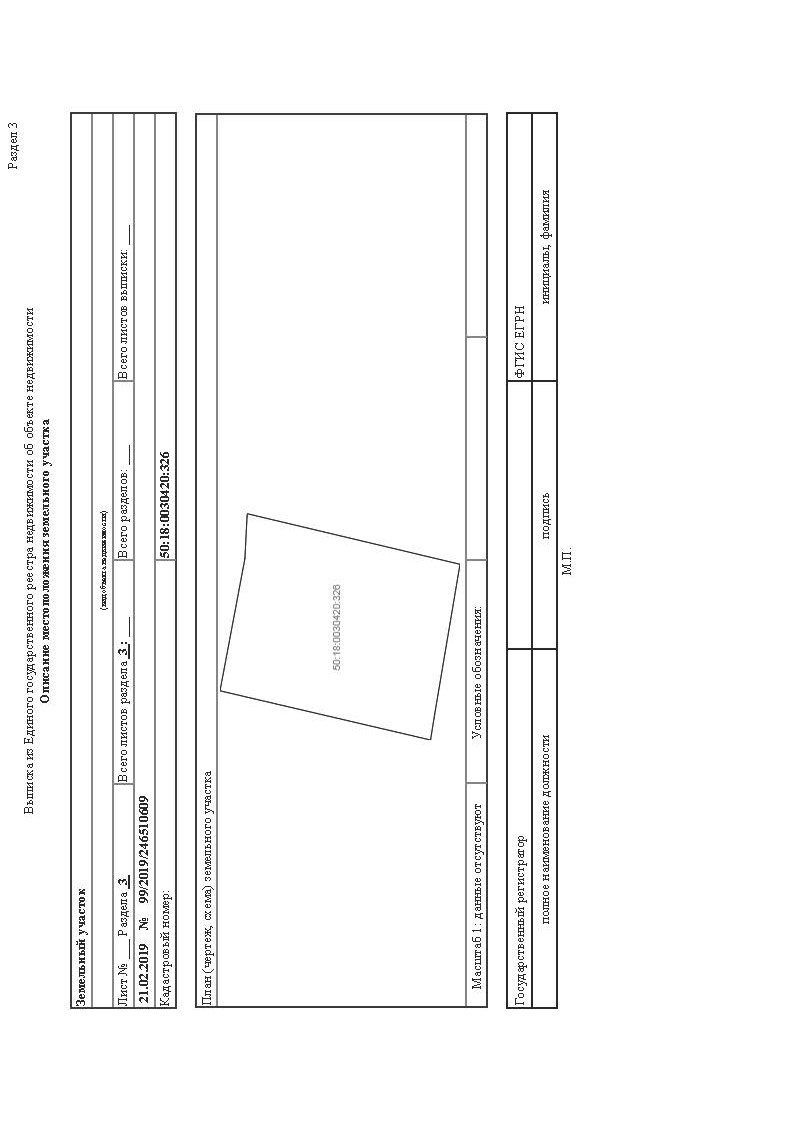 Раздел 3
Выписка из Единого государственного реестра недвижимости об объекте недвижимости
Описание местоположения земельного участка
Земельный участок
(вид объекта недвижимости)
Лист № ___ Раздела 3 Всего листов раздела 3 : ___ Всего разделов: ___ Всего листов выписки: ___
21.02.2019 № 99/2019/246510609
Кадастровый номер: 50:18:0030420:326
План (чертеж, схема) земельного участка
50:18:0030420:326
Масштаб 1: данные отсутствуют Условные обозначения:
Государственный регистратор ФГИС ЕГРН
полное наименование должности подпись инициалы, фамилия
М.П.